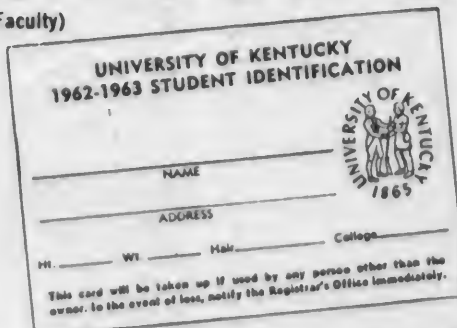 Faculty)
UNIVERSITY OF KENTUCKY
1962-1963 STUDENT IDENTIFICATION
UNIVERSITY OF KENTUCKY
1865
NAME
ADDRESS
Ht. Wt. Hair College
This card will be taken up if used by any person other than the
owner. In the event of loss, notify the Registrar's Office immediately.